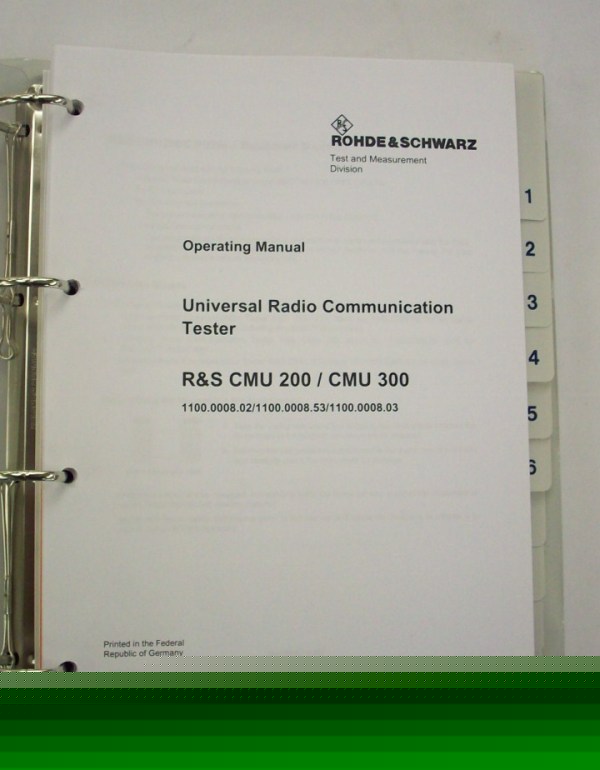 R&S
ROHDE&SCHWARZ
Test and Measurement
Division
Operating Manual
Universal Radio Communication
Tester
R&S CMU 200 / CMU 300
1100.0008.02/1100.0008.53/1100.0008.03
Printed in the Federal
Republic of Germany
1
2
3
4
5
6